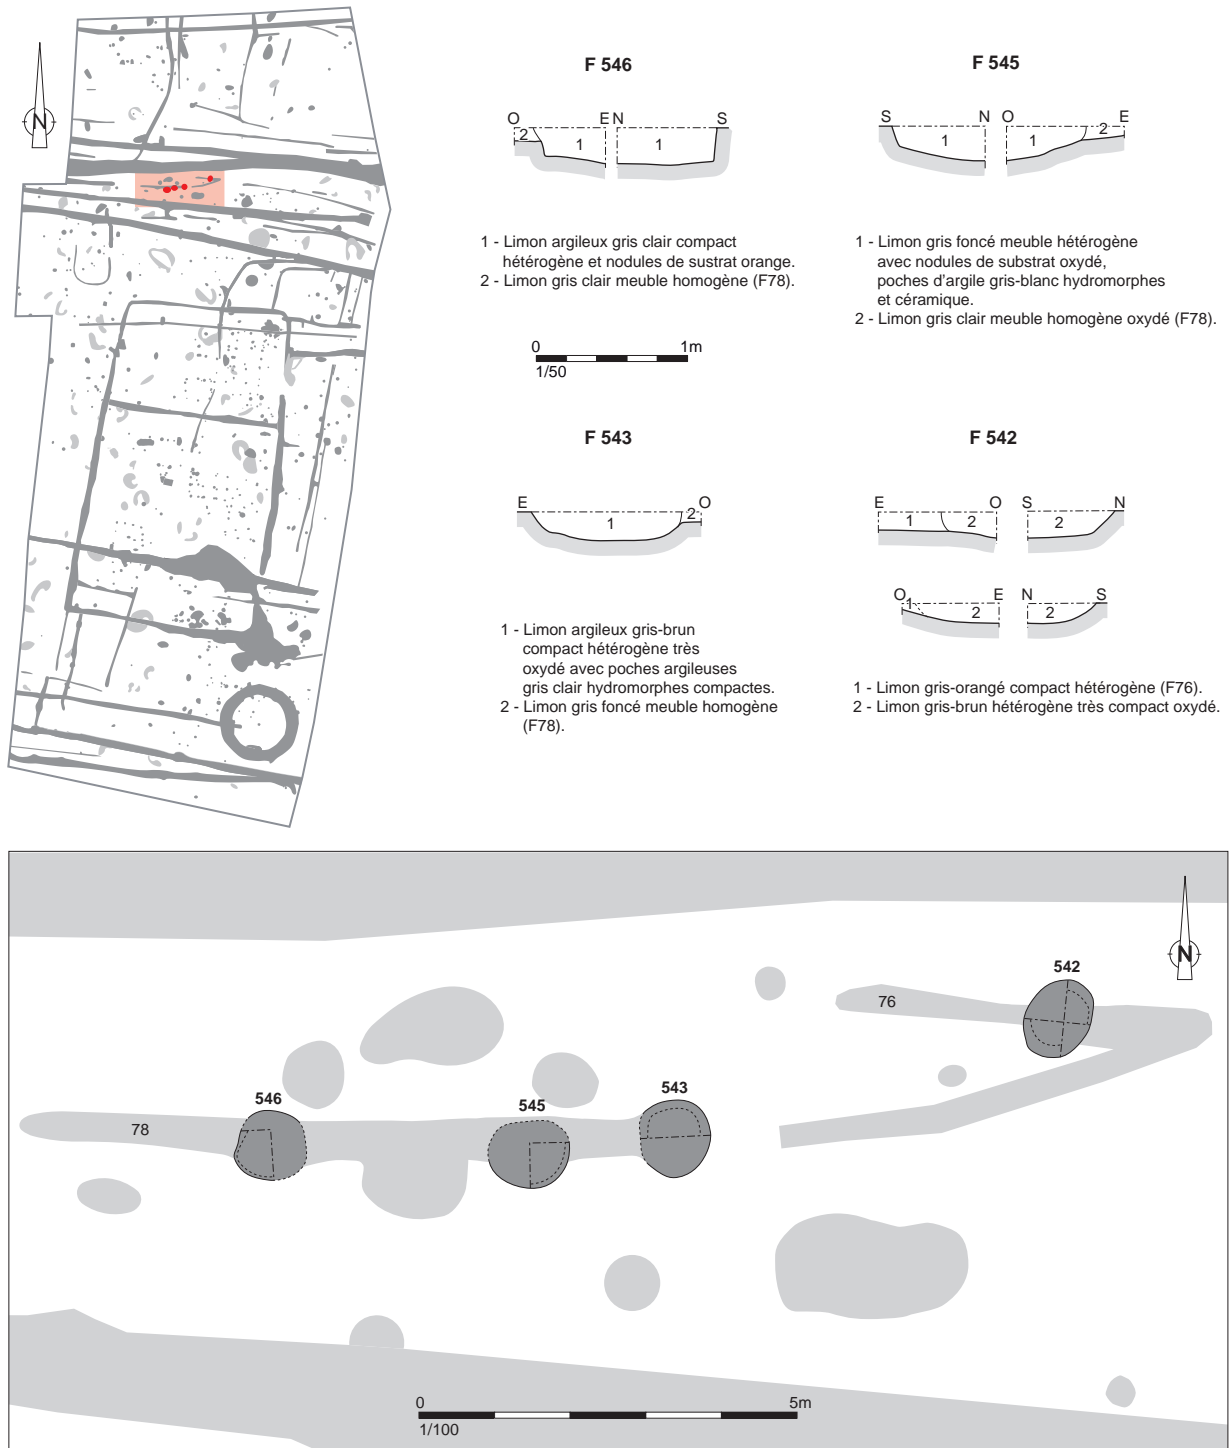 N
F 546
O E N S
2 1 1
1 - Limon argileux gris clair compact
hétérogène et nodules de sustrat orange.
2 - Limon gris clair meuble homogène (F78).
F 545
S N O E
1 1 2
1 - Limon gris foncé meuble hétérogène
avec nodules de substrat oxydé,
poches d'argile gris-blanc hydromorphes
et céramique.
2 - Limon gris clair meuble homogène oxydé (F78).
0 1m
1/50
F 543
E O
1 2
1 - Limon argileux gris-brun
compact hétérogène très
oxydé avec poches argileuses
gris clair hydromorphes compactes.
2 - Limon gris foncé meuble homogène
(F78).
F 542
E O S N
1 2 2
O E N S
1 2 2
1 - Limon gris-orangé compact hétérogène (F76).
2 - Limon gris-brun hétérogène très compact oxydé.
N
542
76
543
546
545
78
0 5m
1/100